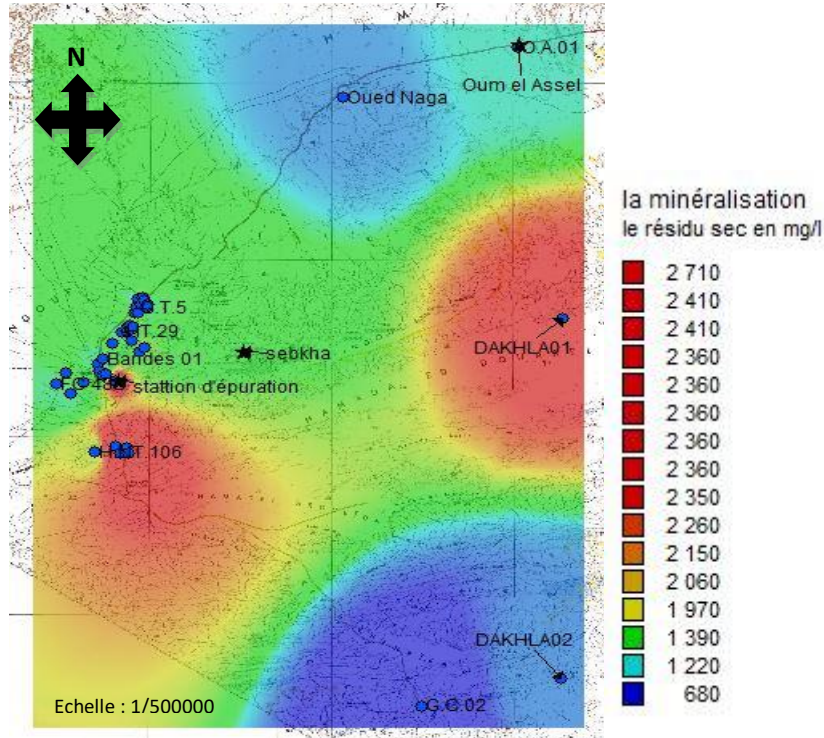 N
O.A.01
Oum el Assel
Oued Naga
la minéralisation
le résidu sec en mg/l
2 710
2 410
2 410
2 360
2 360
2 360
2 360
2 360
2 350
2 260
2 150
2 060
1 970
1 390
1 220
680
.T.5
T.29
sebkha
DAKHLA01
Bandes 01
stattion d'épuration
T.106
DAKHLA02
G.C.02
Echelle : 1/500000